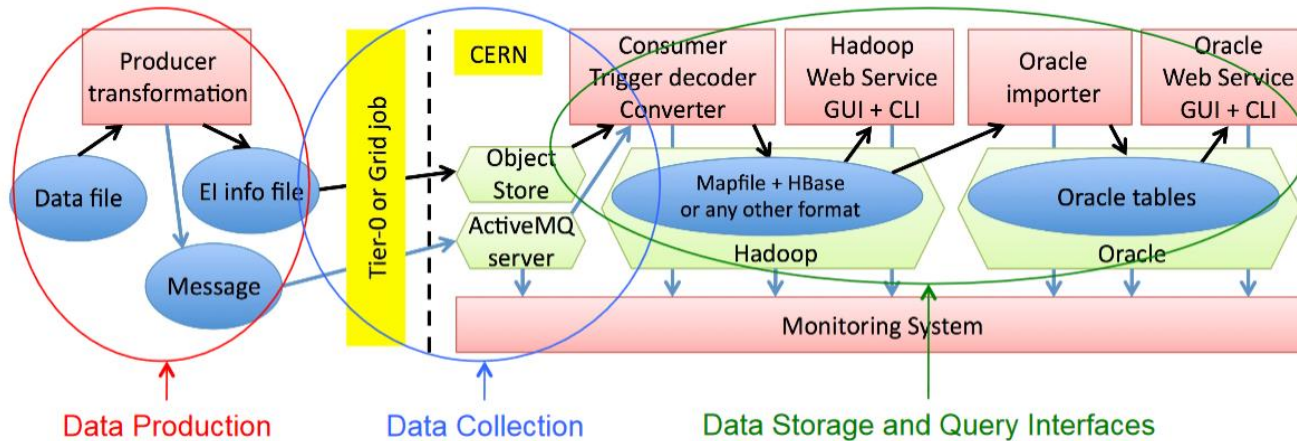 Producer
transformation
Data file
EI info file
Message
Tier-0 or Grid job
CERN
Object
Store
ActiveMQ
server
Consumer
Trigger decoder
Converter
Hadoop
Web Service
GUI + CLI
Oracle
importer
Oracle
Web Service
GUI + CLI
Mapfile + HBase
or any other format
Hadoop
Oracle tables
Oracle
Monitoring System
Data Production
Data Collection
Data Storage and Query Interfaces